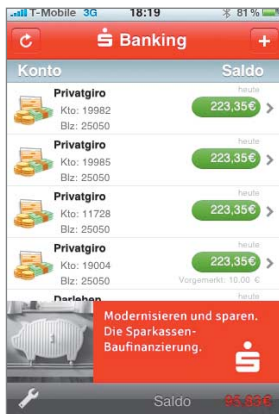 T-Mobile 3G 18:19 81%
Banking +
Konto Saldo
heute
Privatgiro
Kto: 19982 223,35€
Blz: 25050
heute
Privatgiro
Kto: 19985 223,35€
Blz: 25050
heute
Privatgiro
Kto: 11728 223,35€
Blz: 25050
heute
Privatgiro
Kto: 19004 223,35€
Blz: 25050 Vorgemerkt: 10,00 €
Darlehen heute
Modernisieren und sparen.
Die Sparkassen-
Baufinanzierung.
Saldo